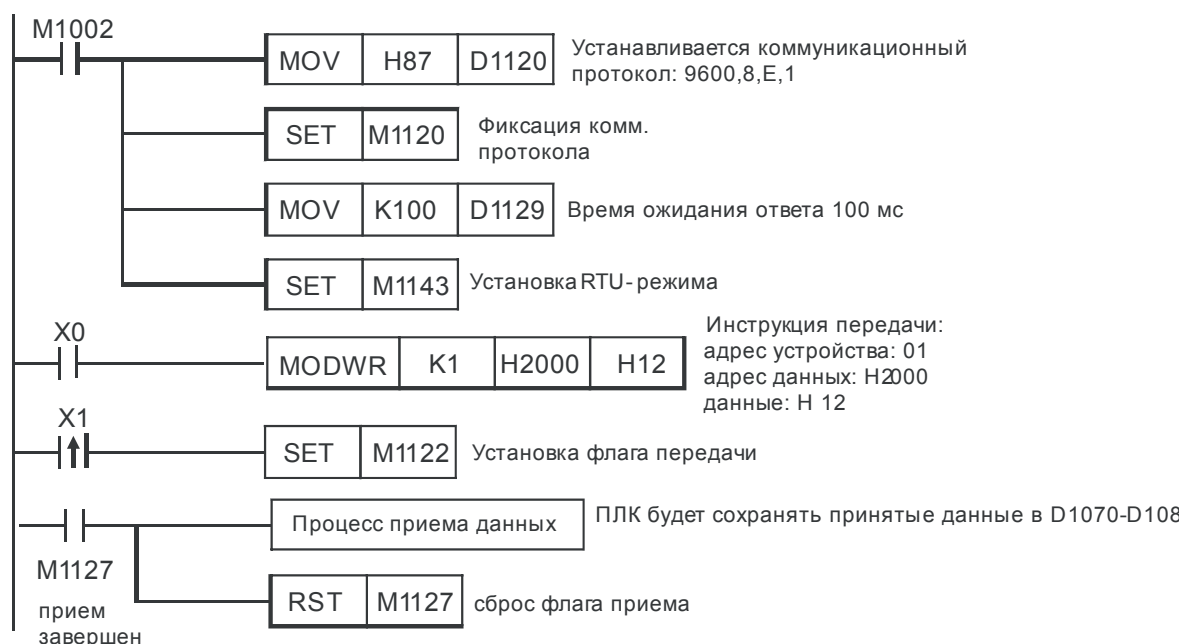 M1002
MOV H87 D1120 Устанавливается коммуникационный
протокол: 9600,8,E,1
SET M1120 Фиксация комм.
протокола
MOV K100 D1129 Время ожидания ответа 100 мс
SET M1143 Установка RTU- режима
X0
MODWR K1 H2000 H12
Инструкция передачи:
адрес устройства: 01
адрес данных: H2000
данные: H 12
X1
SET M1122 Установка флага передачи
Процесс приема данных ПЛК будет сохранять принятые данные в D1070-D108
M1127
прием
завершен
RST M1127 сброс флага приема